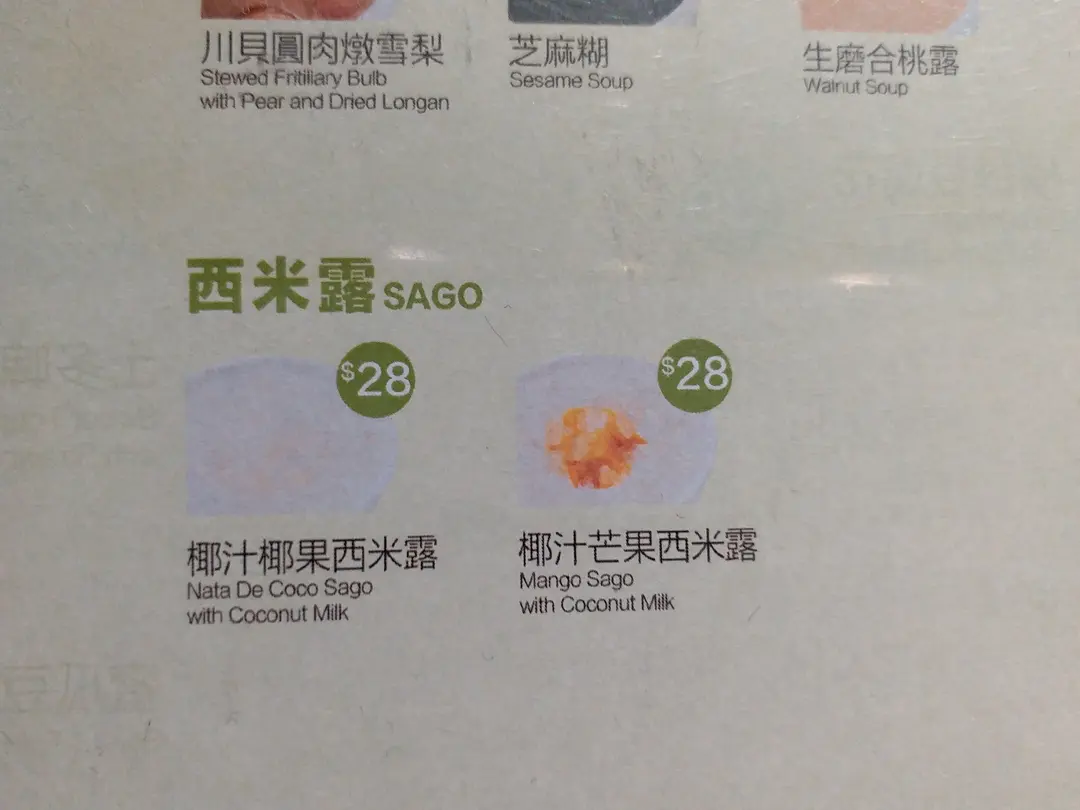 川貝圓肉燉雪梨
Stewed Fritillary Bulb
with Pear and Dried Longan
芝麻糊
Sesame Soup
生磨合桃露
Walnut Soup
西米露 SAGO
$28
$28
椰汁椰果西米露
Nata De Coco Sago
with Coconut Milk
椰汁芒果西米露
Mango Sago
with Coconut Milk